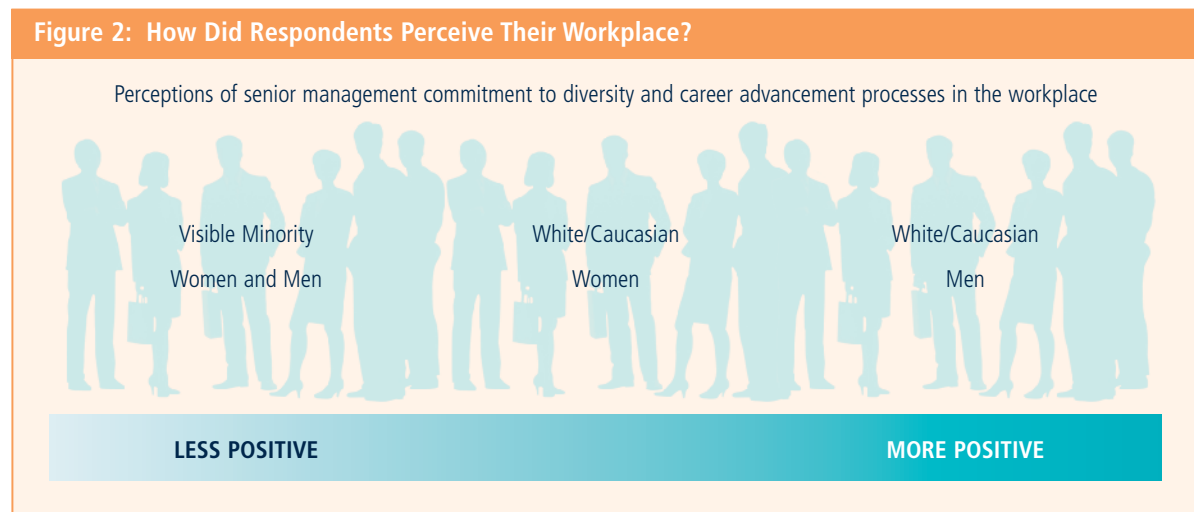 Figure 2: How Did Respondents Perceive Their Workplace?
Perceptions of senior management commitment to diversity and career advancement processes in the workplace
Visible Minority
Women and Men
White/Caucasian
Women
White/Caucasian
Men
LESS POSITIVE
MORE POSITIVE